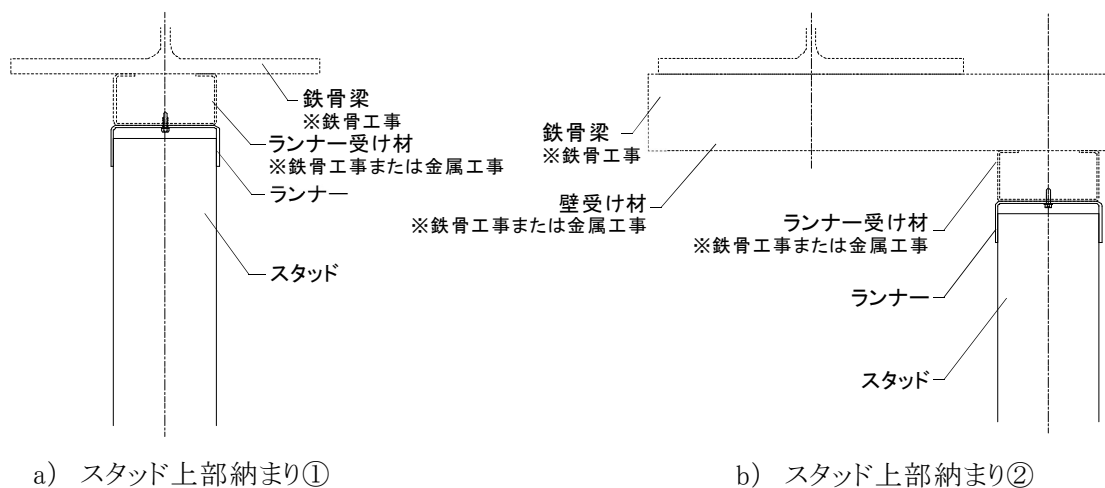 鉄骨梁
※鉄骨工事
ランナー受け材
※鉄骨工事または金属工事
ランナー
スタッド
a) スタッド上部納まり①
鉄骨梁
※鉄骨工事
壁受け材
※鉄骨工事または金属工事
ランナー受け材
※鉄骨工事または金属工事
ランナー
スタッド
b) スタッド上部納まり②